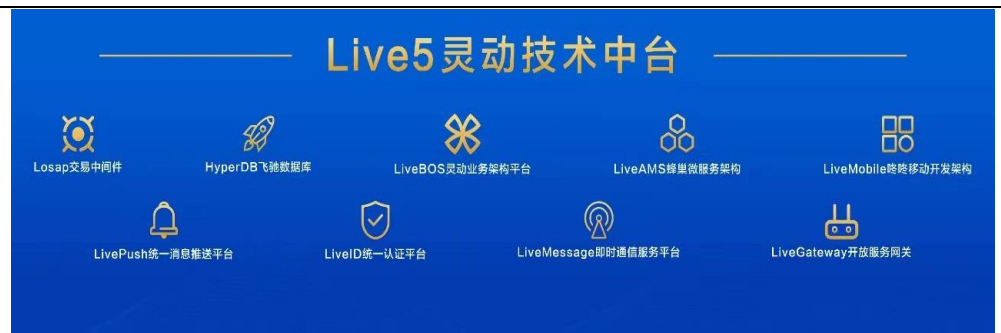 Live5灵动技术中台
Losap交易中间件
HyperDB飞驰数据库
LiveBOS灵动业务架构平台
LiveAMS蜂巢微服务架构
LiveMobile咚咚移动开发架构
LivePush统一消息推送平台
LiveID统一认证平台
LiveMessage即时通信服务平台
LiveGateway开放服务网关